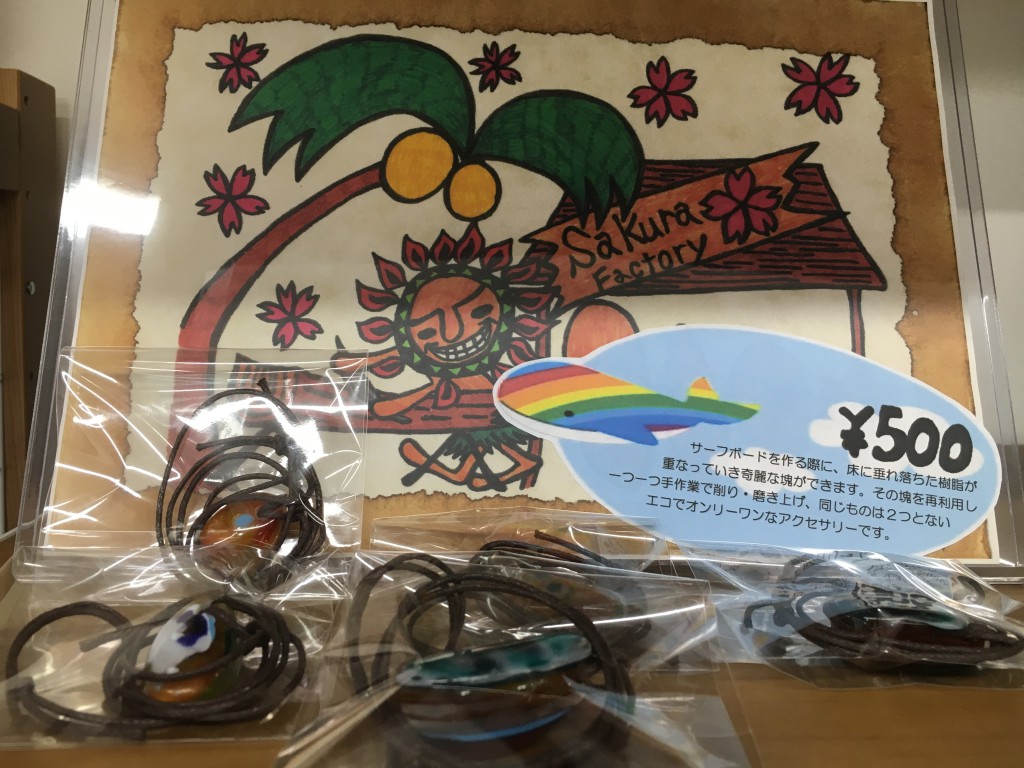 Sakura
Factory
¥500
サーフボードを作る際に、床に垂れ落ちた樹脂が
重なっていき奇麗な塊ができます。その塊を再利用し
一つ一つ手作業で削り・磨き上げ、同じものは２つとない
エコでオンリーワンなアクセサリーです。